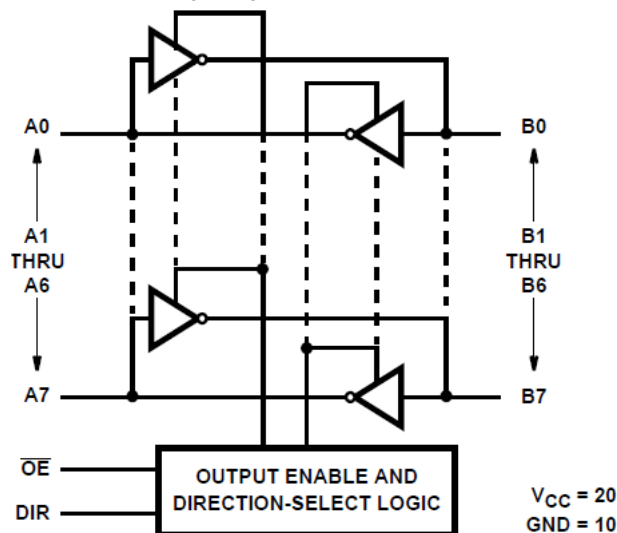 A0
B0
A1
THRU
A6
B1
THRU
B6
A7
B7
OE
DIR
OUTPUT ENABLE AND
DIRECTION-SELECT LOGIC
VCC = 20
GND = 10